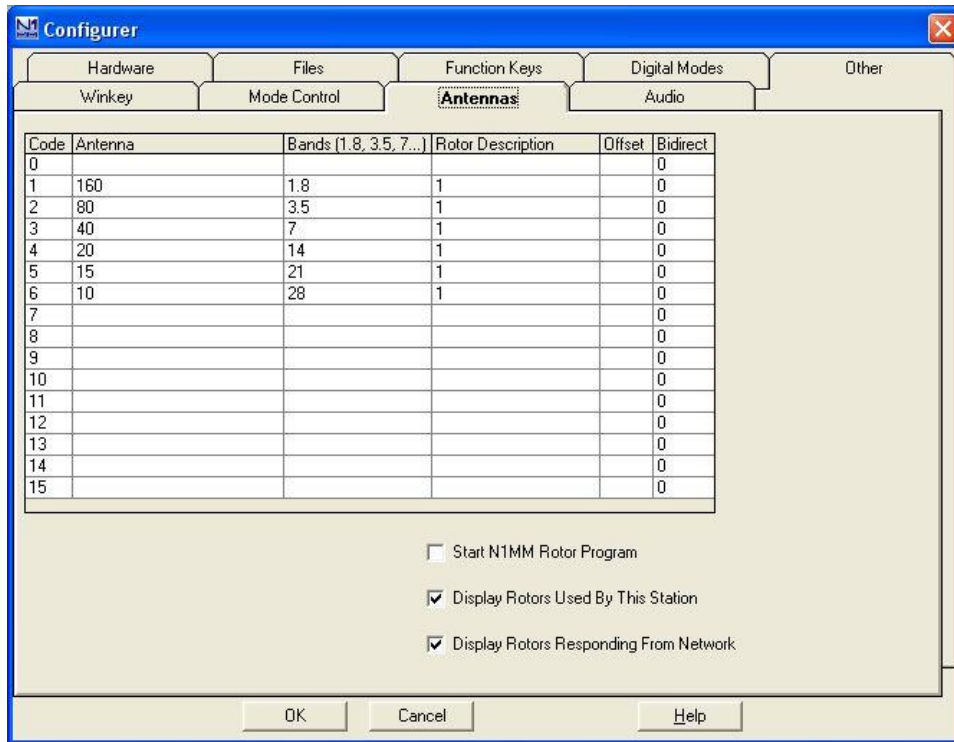 N1 MM Configurer
Hardware Files Function Keys Digital Modes Other
Winkey Mode Control Antennas Audio
Code Antenna Bands (1.8, 3.5, 7...) Rotor Description Offset Bidirect
0 0
1 160 1.8 1 0
2 80 3.5 1 0
3 40 7 1 0
4 20 14 1 0
5 15 21 1 0
6 10 28 1 0
7 0
8 0
9 0
10 0
11 0
12 0
13 0
14 0
15 0
Start N1MM Rotor Program
Display Rotors Used By This Station
Display Rotors Responding From Network
OK Cancel Help